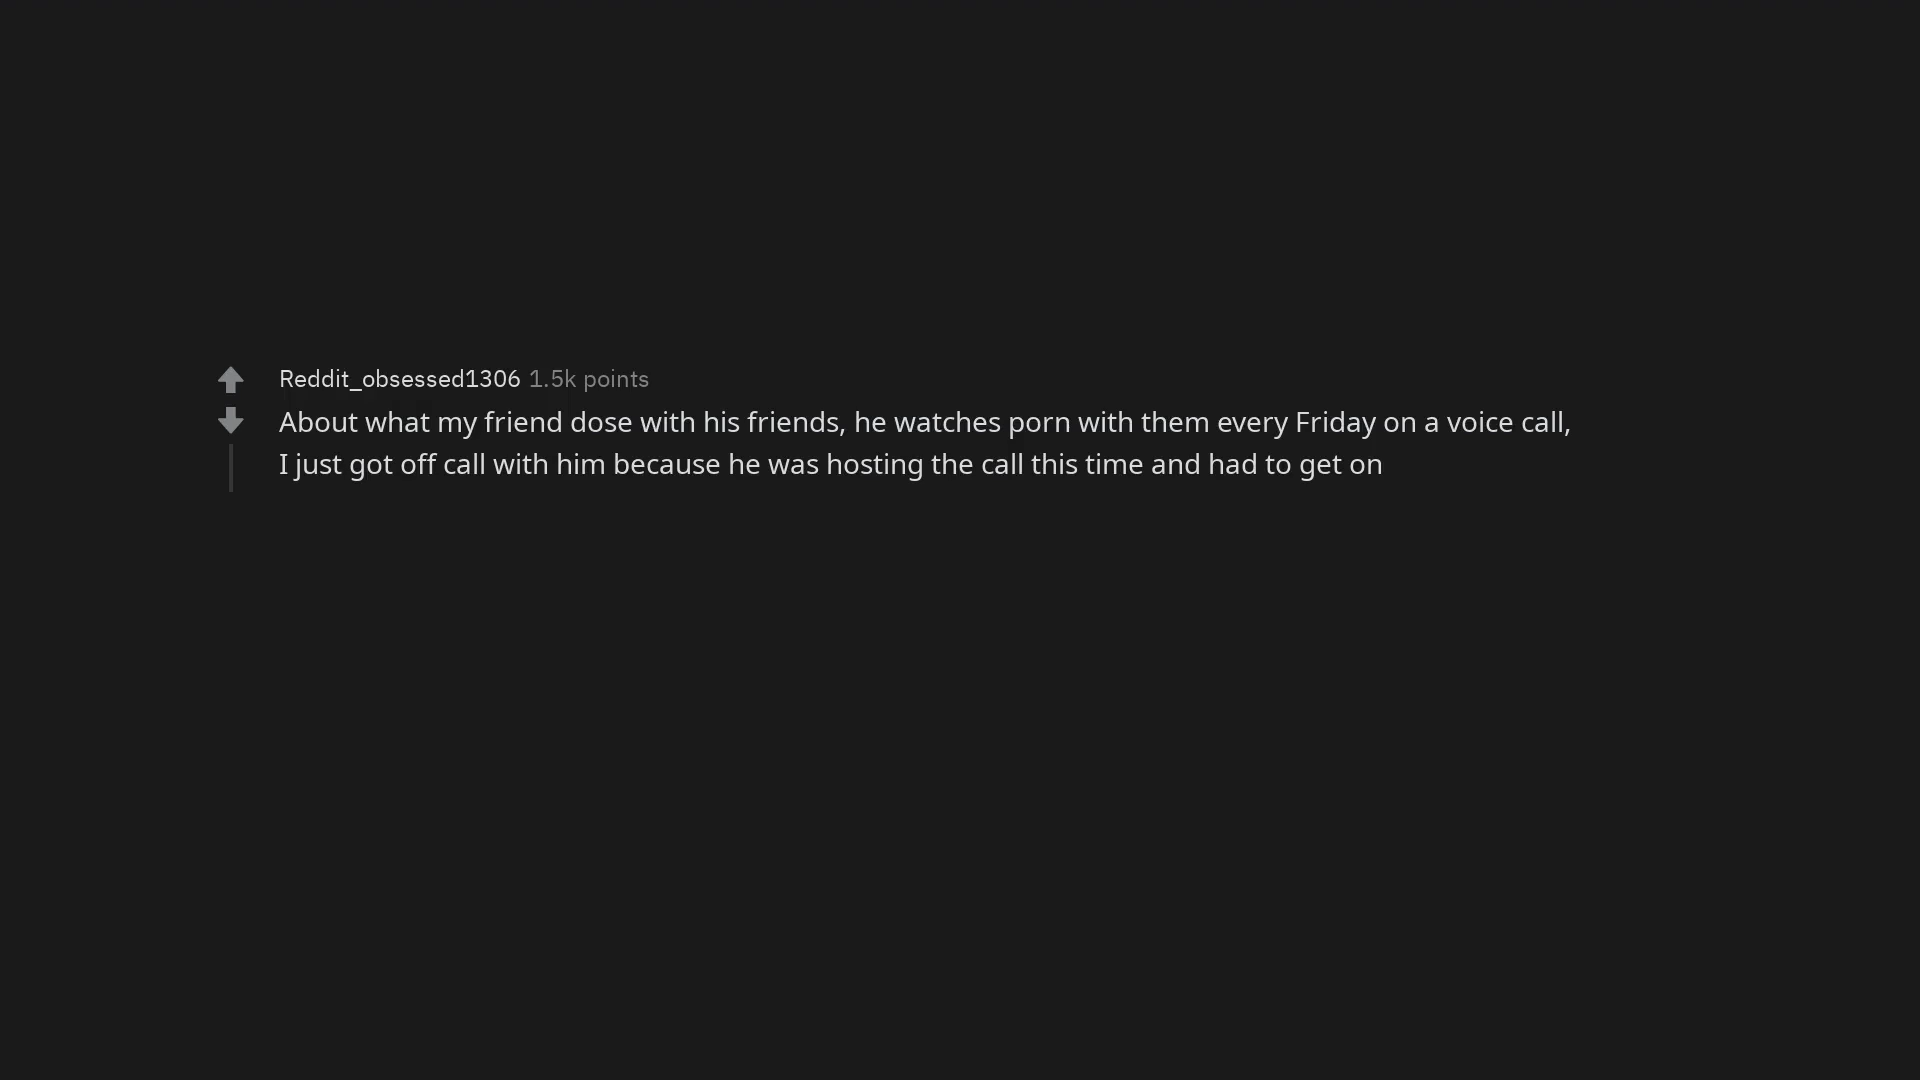 Reddit_obsessed1306 1.5k points
About what my friend dose with his friends, he watches porn with them every Friday on a voice call,
I just got off call with him because he was hosting the call this time and had to get on